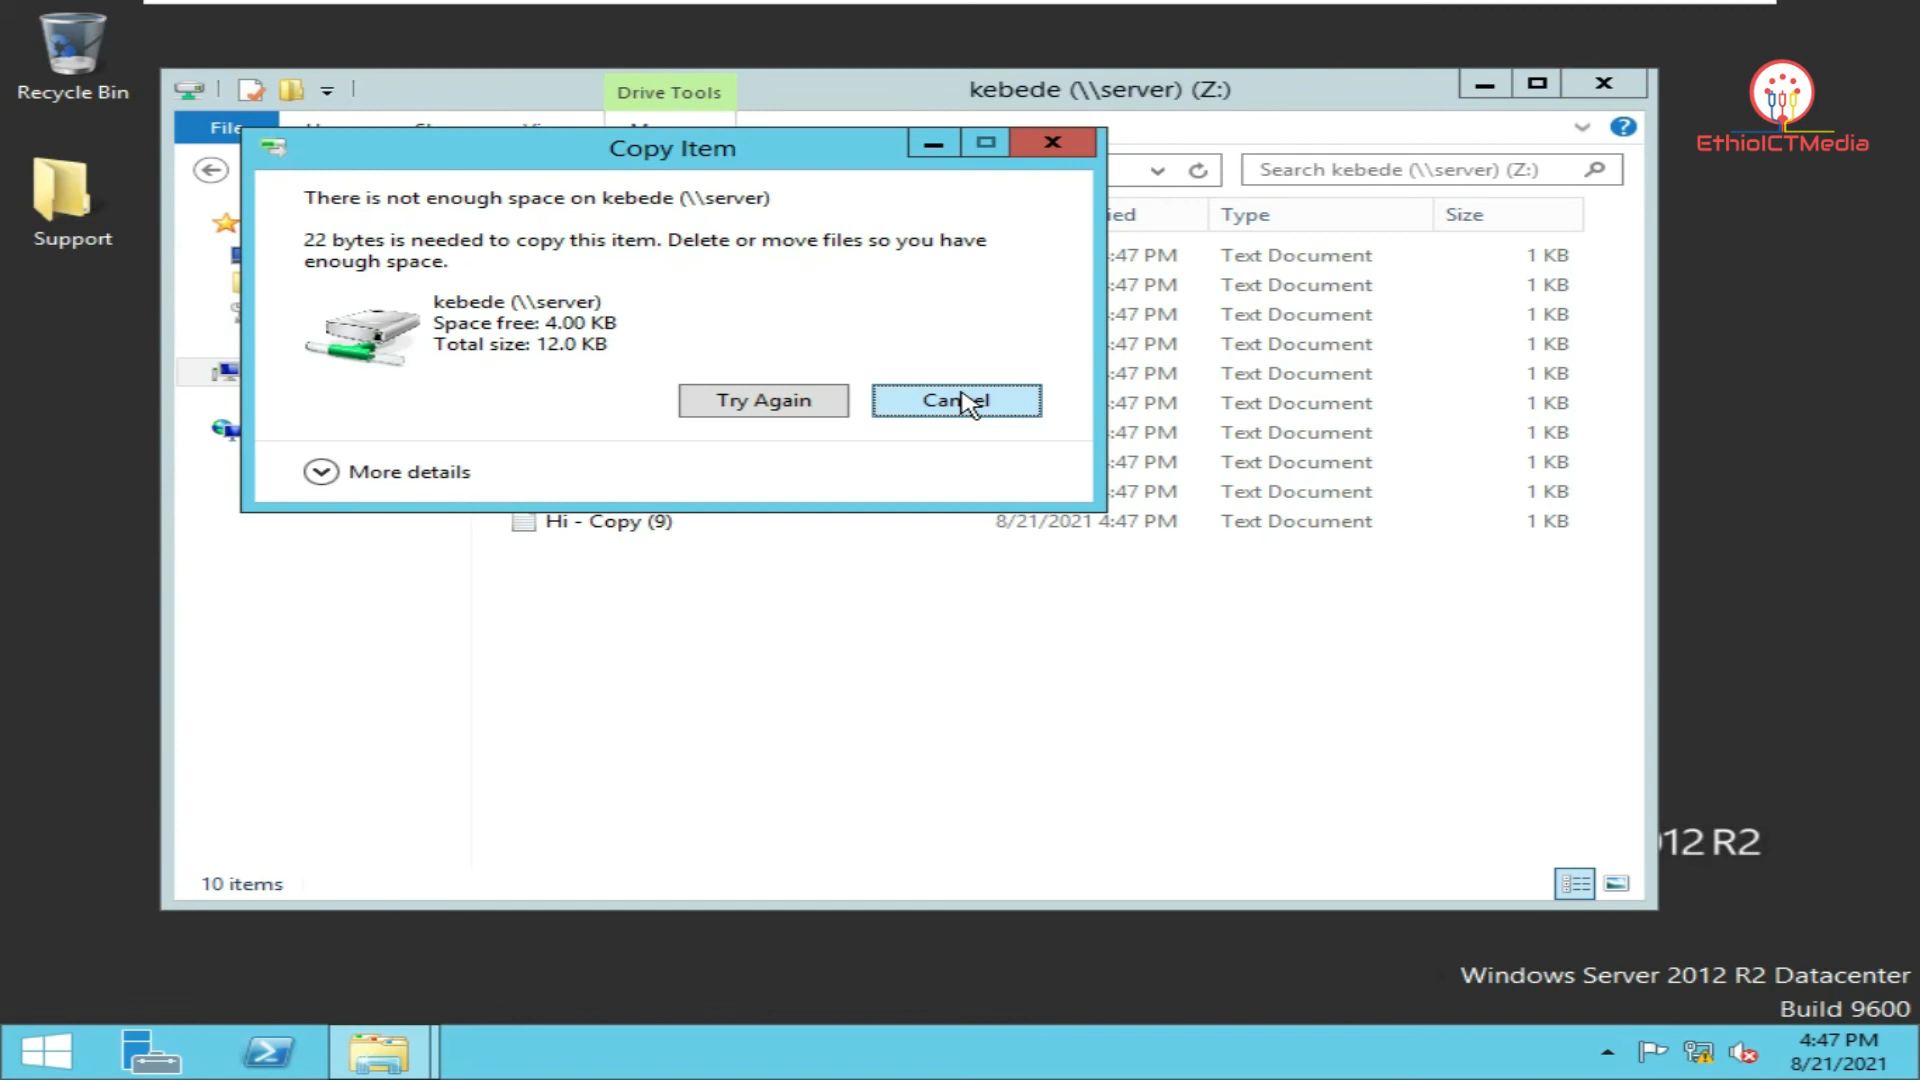 Recycle Bin
Support
Drive Tools
kebede (\\server) (Z:)
EthioICTMedia
File
Copy Item
Search kebede (\\server) (Z:)
There is not enough space on kebede (\\server)
22 bytes is needed to copy this item. Delete or move files so you have
enough space.
kebede (\\server)
Space free: 4.00 KB
Total size: 12.0 KB
Try Again
Cancel
More details
Type Size
:47 PM Text Document 1 KB
:47 PM Text Document 1 KB
:47 PM Text Document 1 KB
:47 PM Text Document 1 KB
:47 PM Text Document 1 KB
:47 PM Text Document 1 KB
:47 PM Text Document 1 KB
:47 PM Text Document 1 KB
:47 PM Text Document 1 KB
Hi - Copy (9) 8/21/2021 4:47 PM Text Document 1 KB
10 items
12 R2
Windows Server 2012 R2 Datacenter
Build 9600
4:47 PM
8/21/2021